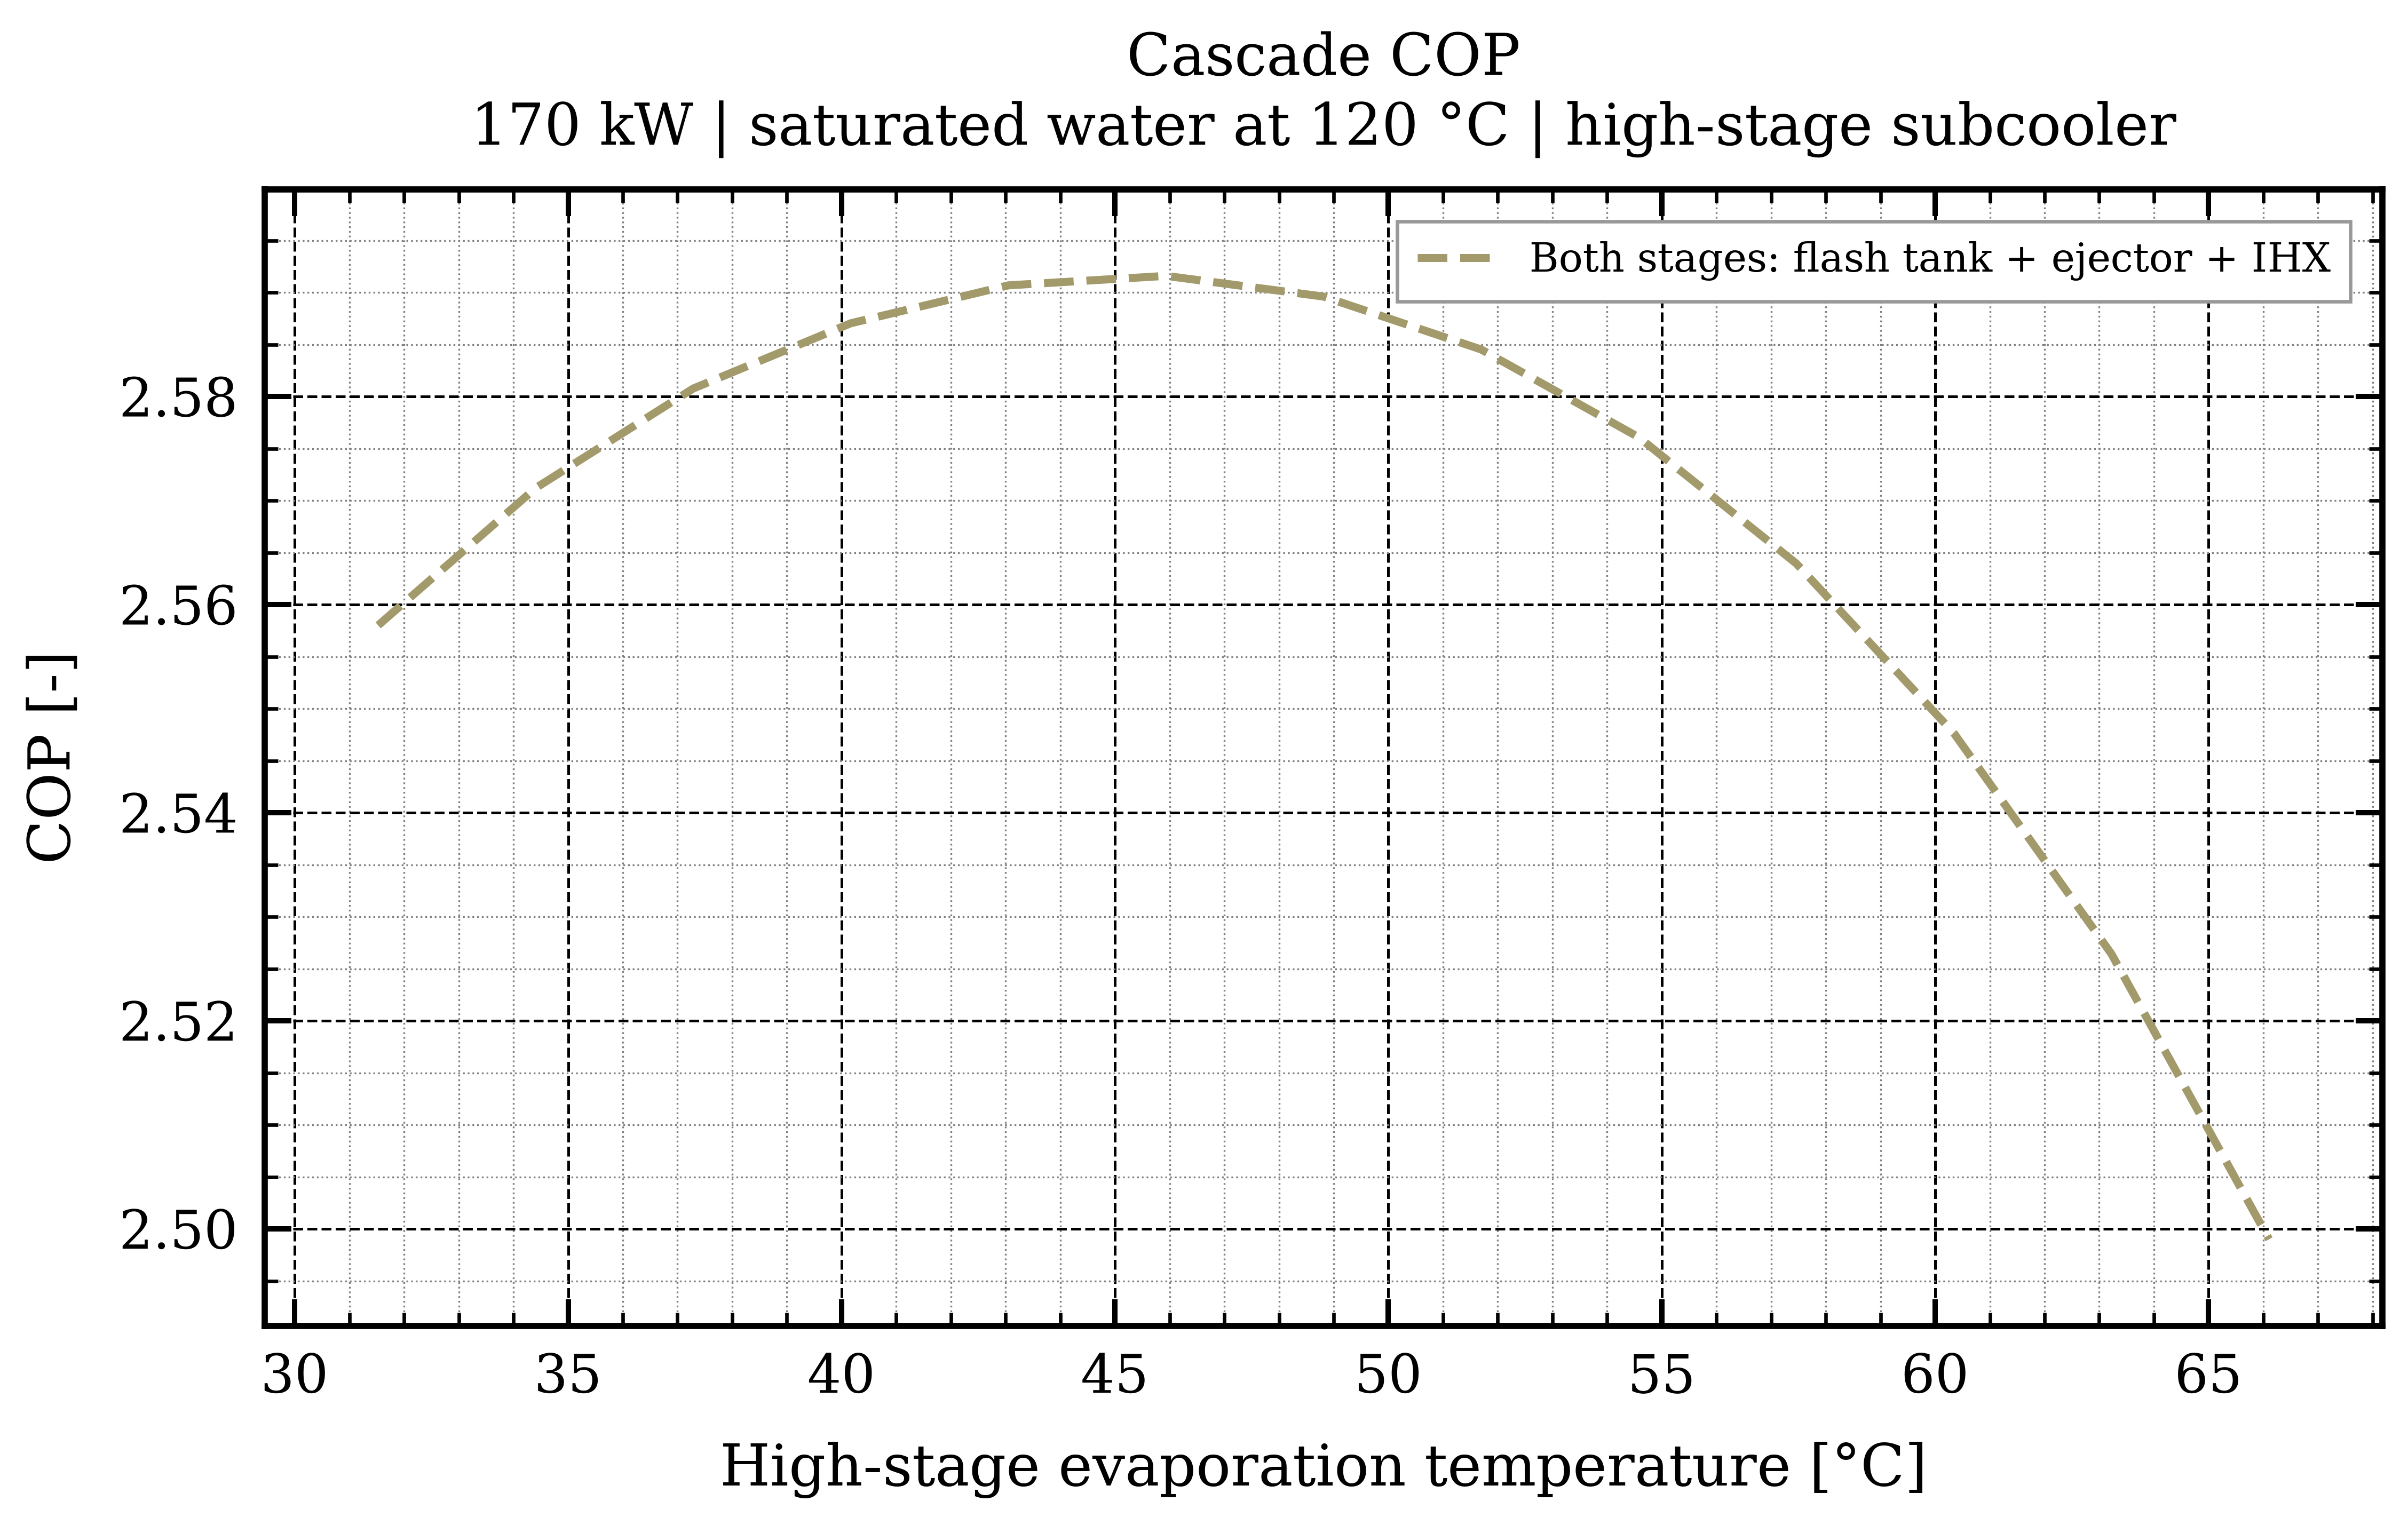 Cascade COP
170 kW | saturated water at 120 °C | high-stage subcooler
Both stages: flash tank + ejector + IHX
COP [-]
2.58
2.56
2.54
2.52
2.50
30 35 40 45 50 55 60 65
High-stage evaporation temperature [°C]